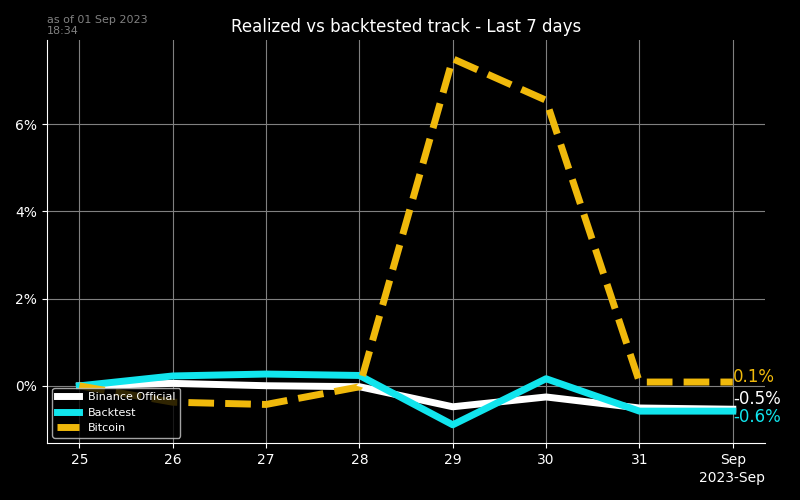 as of 01 Sep 2023
18:34
Realized vs backtested track - Last 7 days
6%
4%
2%
0%
0.1%
-0.5%
-0.6%
Binance Official
Backtest
Bitcoin
25 26 27 28 29 30 31 Sep
2023-Sep